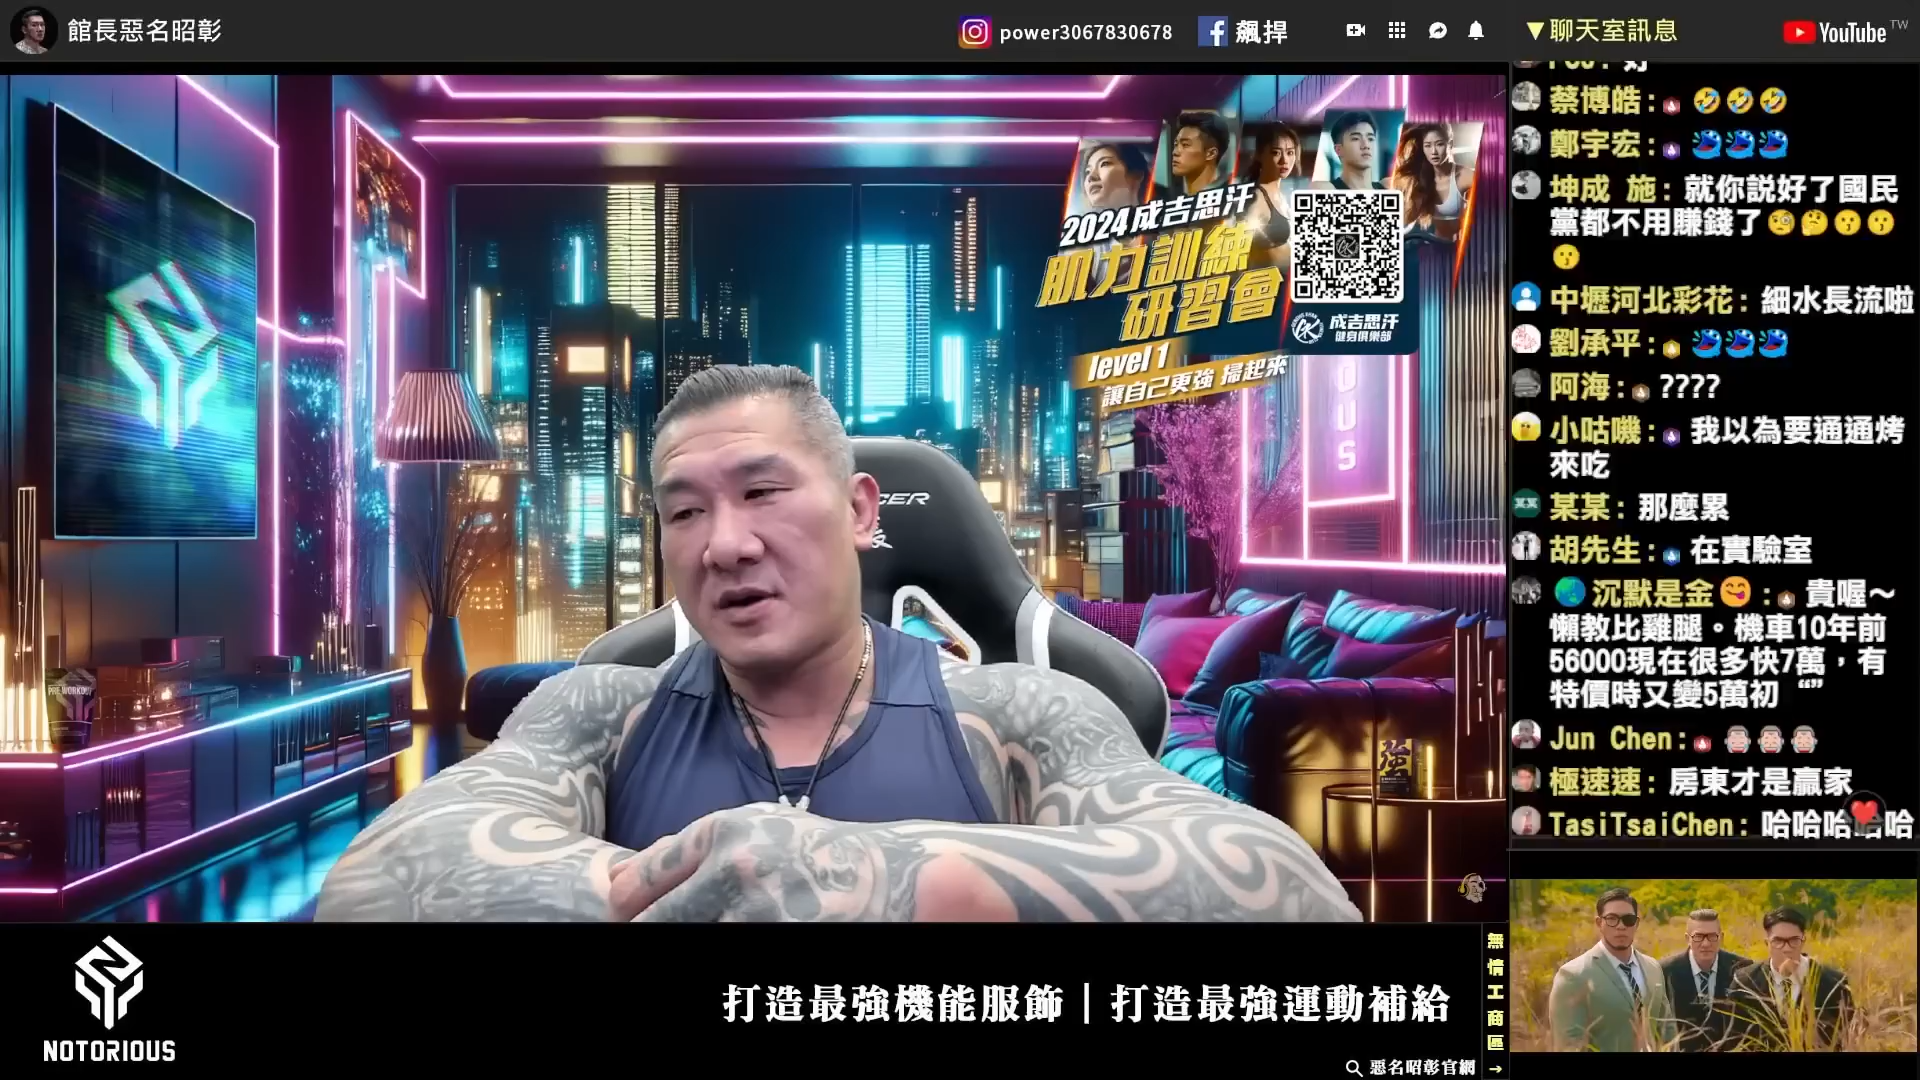 館長惡名昭彰
power3067830678
飆捍
▼聊天室訊息
YouTube TW
蔡博皓: 🤣🤣🤣
鄭宇宏:
坤成 施: 就你説好了國民
黨都不用賺錢了🧐🤔😗😗
😗
中壢河北彩花: 細水長流啦
劉承平:
阿海: ????
小咕嘰: 我以為要通通烤
來吃
某某: 那麼累
胡先生: 在實驗室
🌏沉默是金😋: 貴喔～
懶教比雞腿。機車10年前
56000現在很多快7萬，有
特價時又變5萬初 “”
Jun Chen:
極速速: 房東才是贏家
TasiTsaiChen: 哈哈哈哈哈
2024成吉思汗
肌力訓練
研習會
level 1
讓自己更強 掃起來
成吉思汗
健身俱樂部
OUS
PRE WORKOUT
強
NOTORIOUS
打造最強機能服飾｜打造最強運動補給
惡名昭彰官網
無情工商區→